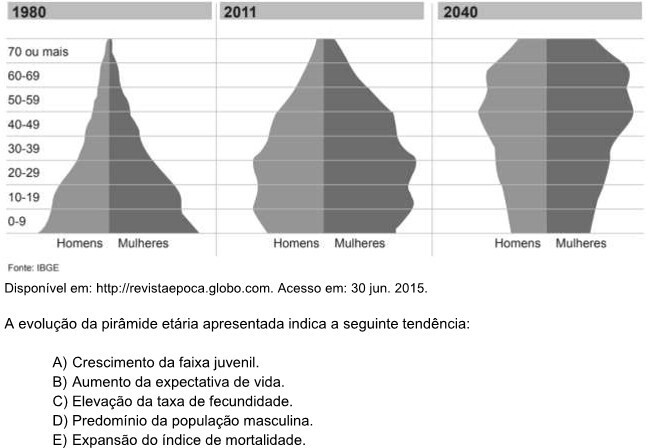 1980 2011 2040
70 ou mais
60-69
50-59
40-49
30-39
20-29
10-19
0-9
Homens Mulheres Homens Mulheres Homens Mulheres
Fonte: IBGE
Disponível em: http://revistaepoca.globo.com. Acesso em: 30 jun. 2015.
A evolução da pirâmide etária apresentada indica a seguinte tendência:
A) Crescimento da faixa juvenil.
B) Aumento da expectativa de vida.
C) Elevação da taxa de fecundidade.
D) Predomínio da população masculina.
E) Expansão do índice de mortalidade.